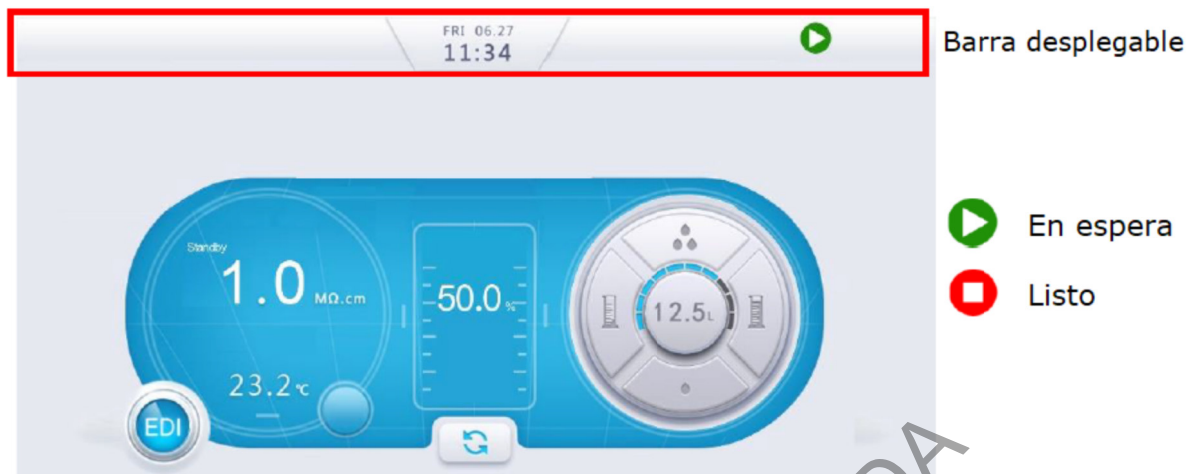 FRI 06.27
11:34
Barra desplegable
Standby
1.0 MΩ.cm
50.0 %
12.5L
23.2 ℃
EDI
En espera
Listo
DA